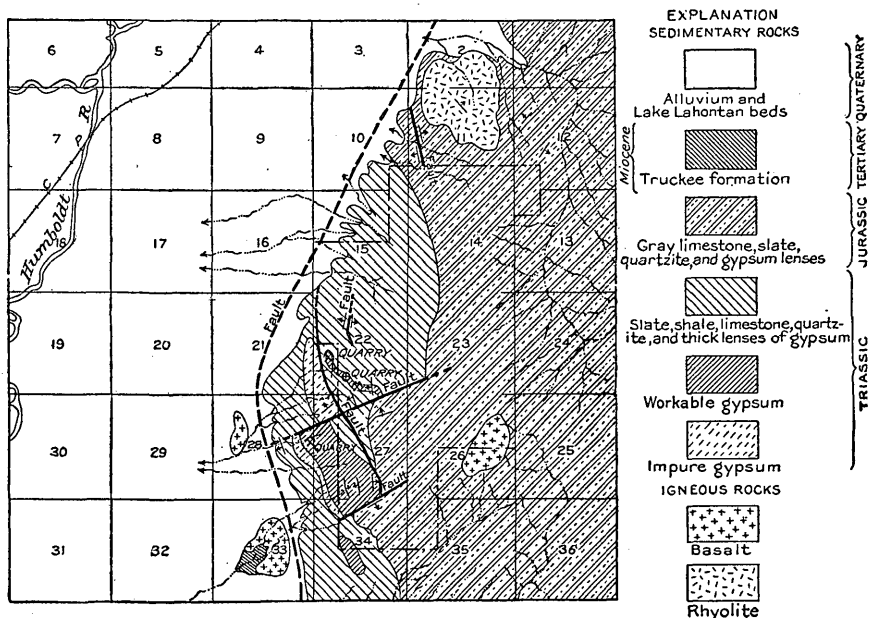 6 5 4 3 2 1
7 8 9 10 11 12
18 17 16 15 14 13
19 20 21 22 23 24
30 29 28 27 26 25
31 32 33 34 35 36
C P R
Humboldt
Fault
Fault
Fault
QUARRY
QUARRY
Fault
Fault
QUARRY
Fault
EXPLANATION
SEDIMENTARY ROCKS
Alluvium and
Lake Lahontan beds
QUATERNARY
Miocene
Truckee formation
TERTIARY
Gray limestone, slate,
quartzite, and gypsum lenses
JURASSIC
Slate, shale, limestone, quartz-
ite, and thick lenses of gypsum
Workable gypsum
Impure gypsum
TRIASSIC
IGNEOUS ROCKS
Basalt
Rhyolite